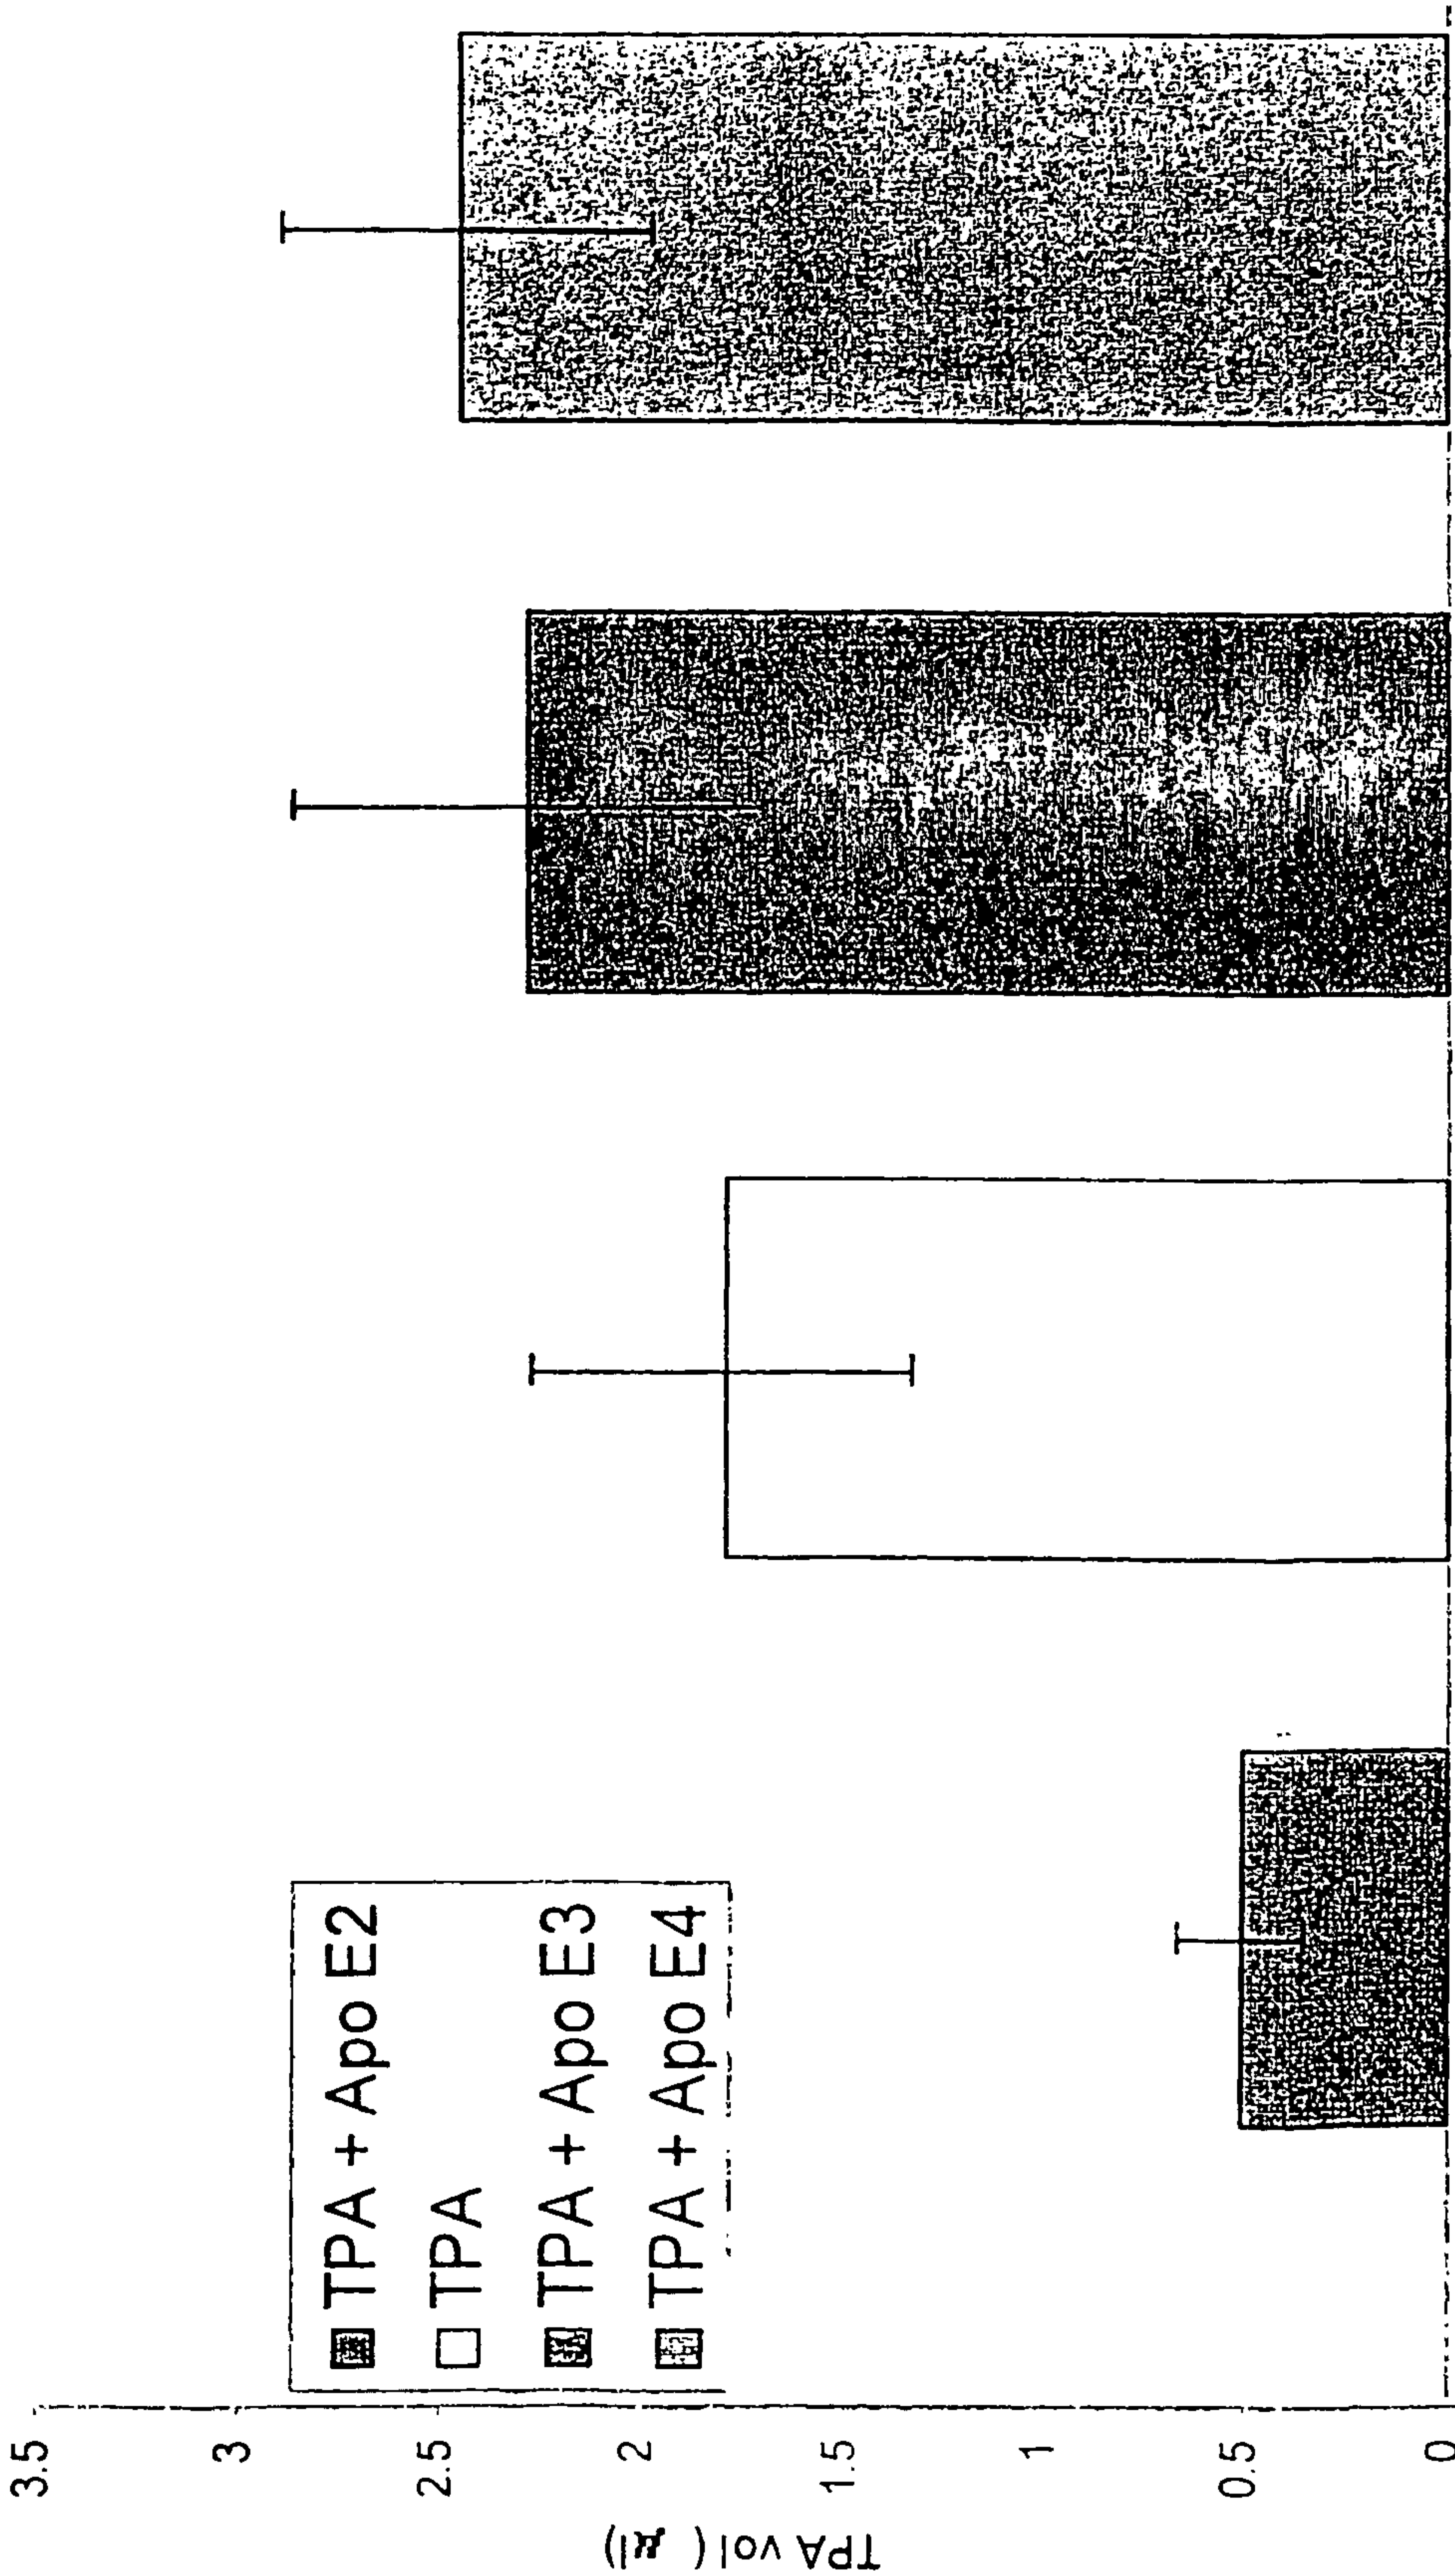 TPA vol ( μl)
3.5
3
2.5
2
1.5
1
0.5
0
TPA + Apo E2
TPA
TPA + Apo E3
TPA + Apo E4